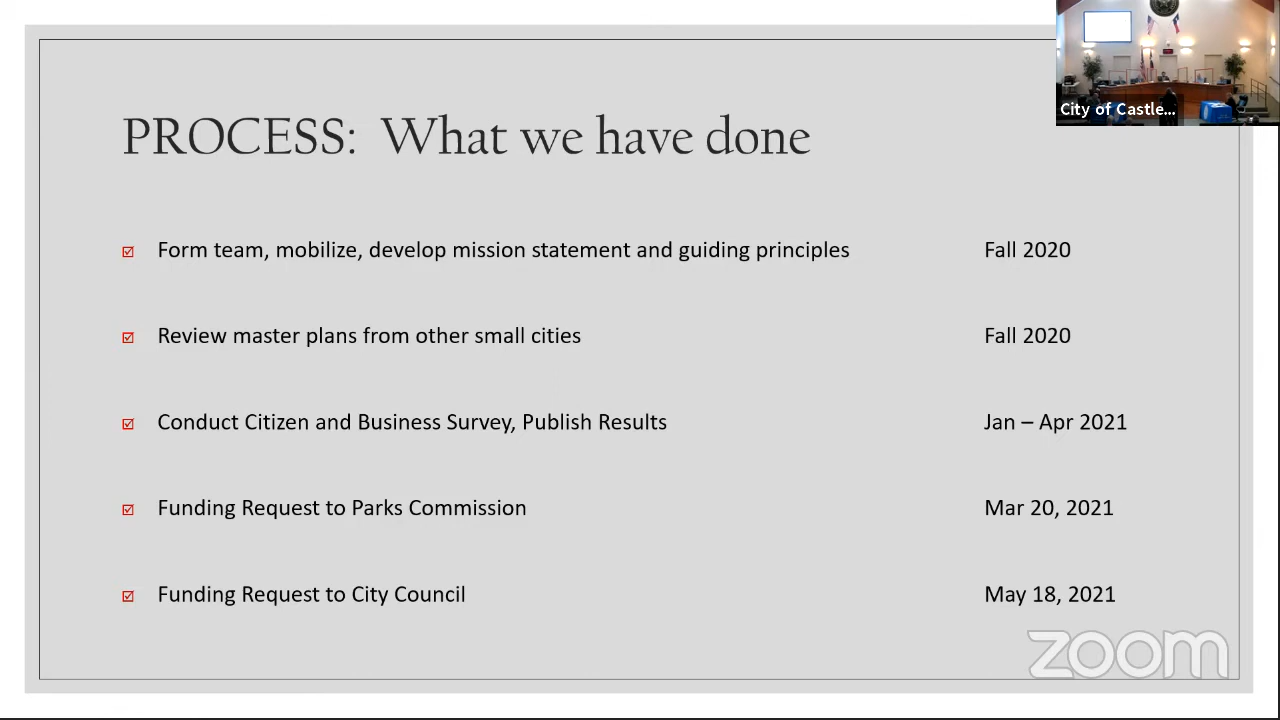 City of Castle...
PROCESS: What we have done
Form team, mobilize, develop mission statement and guiding principles Fall 2020
Review master plans from other small cities Fall 2020
Conduct Citizen and Business Survey, Publish Results Jan – Apr 2021
Funding Request to Parks Commission Mar 20, 2021
Funding Request to City Council May 18, 2021
zoom